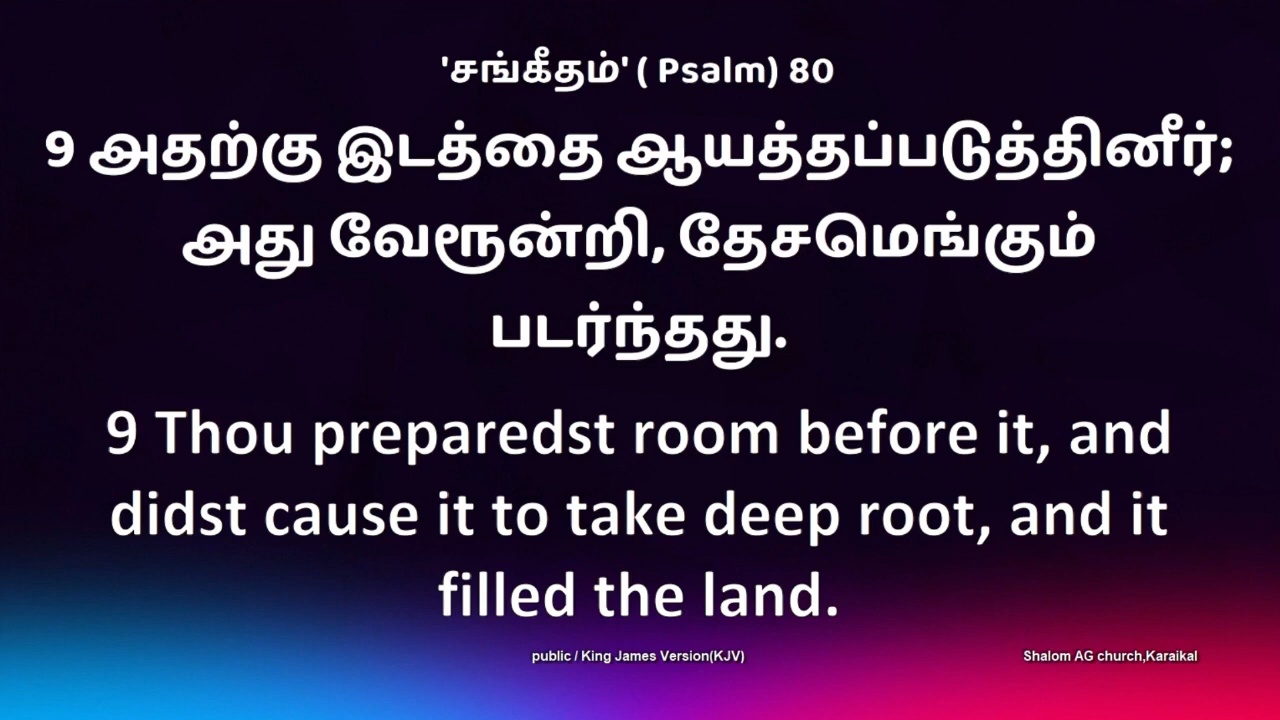 'சங்கீதம்' ( Psalm) 80
9 அதற்கு இடத்தை ஆயத்தப்படுத்தினீர்;
அது வேரூன்றி, தேசமெங்கும்
படர்ந்தது.
9 Thou preparedst room before it, and
didst cause it to take deep root, and it
filled the land.
public / King James Version(KJV)
Shalom AG church,Karaikal